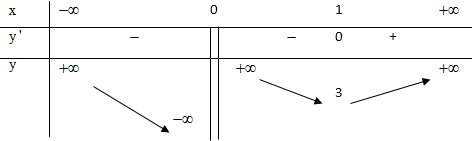 x −∞ 0 1 +∞
y' − − 0 +
y +∞ +∞ +∞
3
−∞